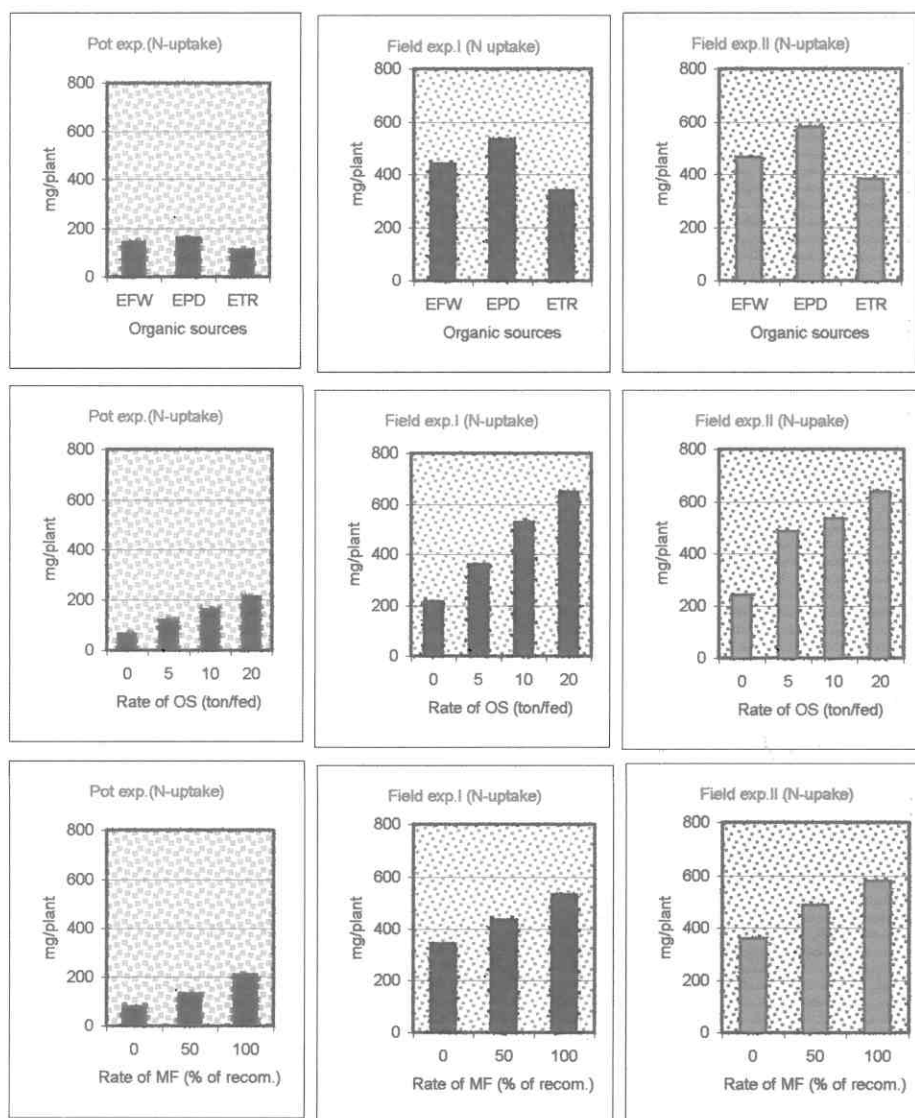 Pot exp.(N-uptake)
800
600
400
200
0
mg/plant
EFW EPD ETR
Organic sources
Field exp.I (N uptake)
800
600
400
200
0
mg/plant
EFW EPD ETR
Organic sources
Field exp.II (N-uptake)
800
600
400
200
0
mg/plant
EFW EPD ETR
Organic sources
Pot exp.(N-uptake)
800
600
400
200
0
mg/plant
0 5 10 20
Rate of OS (ton/fed)
Field exp.I (N-uptake)
800
600
400
200
0
mg/plant
0 5 10 20
Rate of OS (ton/fed)
Field exp.II (N-upake)
800
600
400
200
0
mg/plant
0 5 10 20
Rate of OS (ton/fed)
Pot exp.(N-uptake)
800
600
400
200
0
mg/plant
0 50 100
Rate of MF (% of recom.)
Field exp.I (N-uptake)
800
600
400
200
0
mg/plant
0 50 100
Rate of MF (% of recom.)
Field exp.II (N-upake)
800
600
400
200
0
mg/plant
0 50 100
Rate of MF (% of recom.)